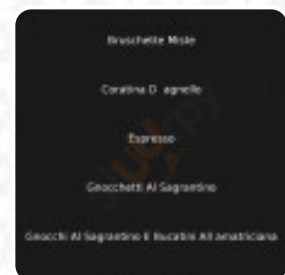 Bruschette Miste
Coratina D agnello
Espresso
Gnocchetti Al Sagrantino
Gnocchi Al Sagrantino E Bucatini All amatriciana